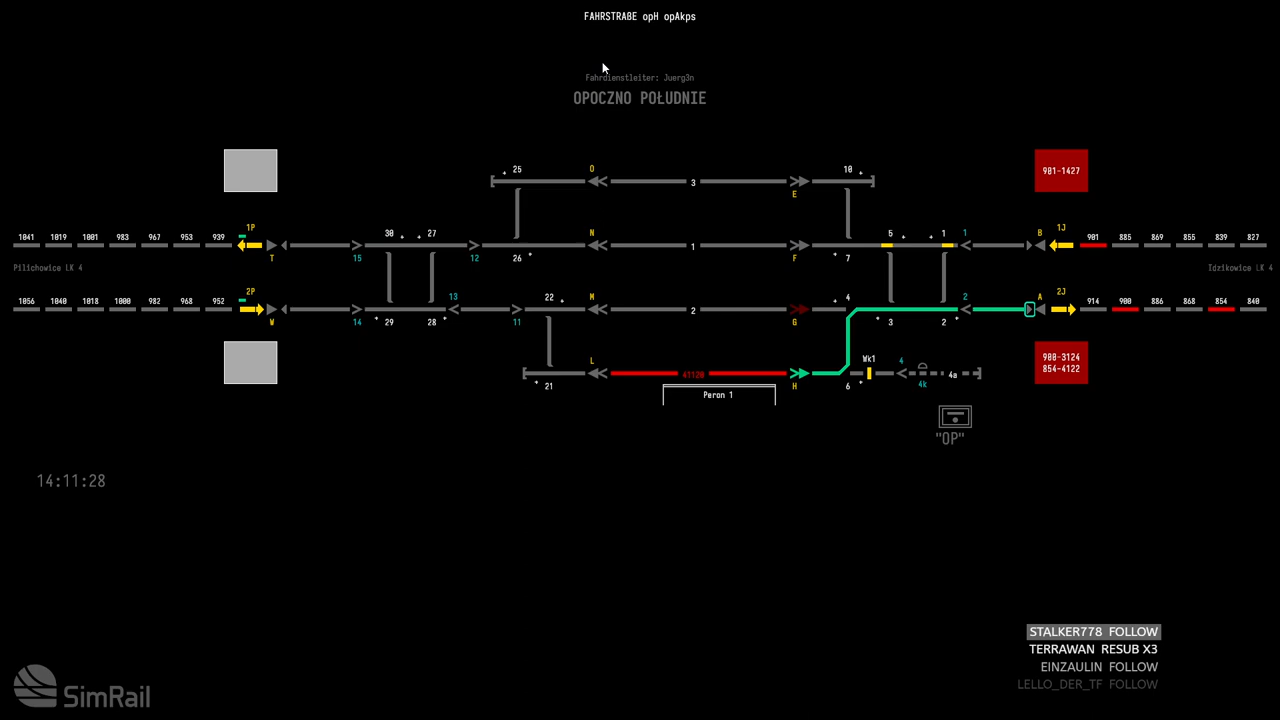 FAHRSTRAßE opH opAkps
Fahrdienstleiter: Juerg3n
OPOCZNO POŁUDNIE
25 O 3 E 10
901-1427
1041 1019 1001 983 967 953 939 1P T 15 30 27 12 26 N 1 F 7 5 1 1 B 1J 901 885 869 855 839 827
Pilichowice LK 4
Idzikowice LK 4
1056 1040 1018 1000 982 968 952 2P W 14 29 28 13 11 22 M 2 G 4 3 2 2 A 2J 914 900 886 868 854 840
900-3124
854-4122
21 L 41120 H 6 Wk1 4 4k 4a
Peron 1
"OP"
14:11:28
STALKER778 FOLLOW
TERRAWAN RESUB X3
EINZAULIN FOLLOW
LELLO_DER_TF FOLLOW
SimRail